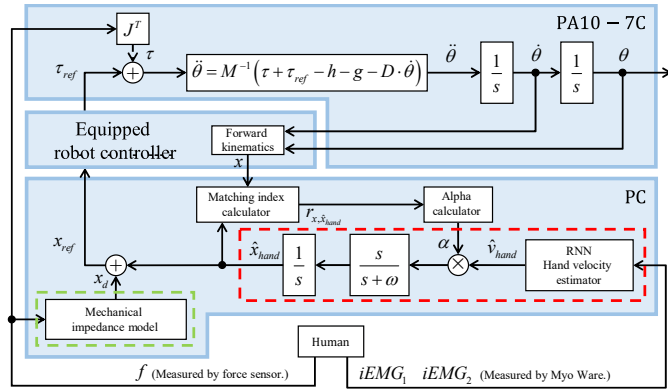 PA10 − 7C
J^T
τ
τ_ref
+
θ̈ = M^{-1}(τ + τ_ref − h − g − D · θ̇)
θ̈
1/s
θ̇
1/s
θ
Equipped
robot controller
Forward
kinematics
x
PC
Matching index
calculator
r_{x,x̂_hand}
Alpha
calculator
x_ref
x̂_hand
α
v̂_hand
+
1/s
s/(s + ω)
×
RNN
Hand velocity
estimator
x_d
Mechanical
impedance model
Human
f (Measured by force sensor.)
iEMG_1 iEMG_2 (Measured by Myo Ware.)